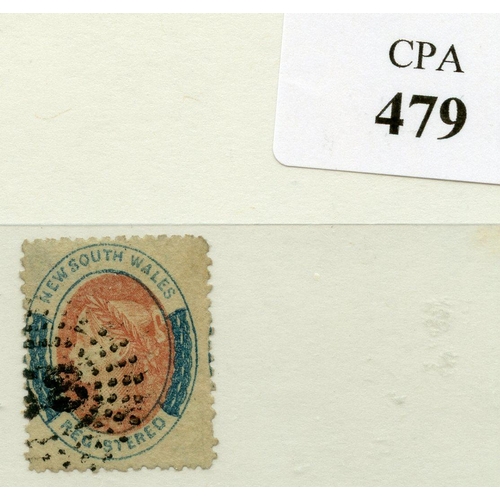 CPA
479
NEW SOUTH WALES
REGISTERED